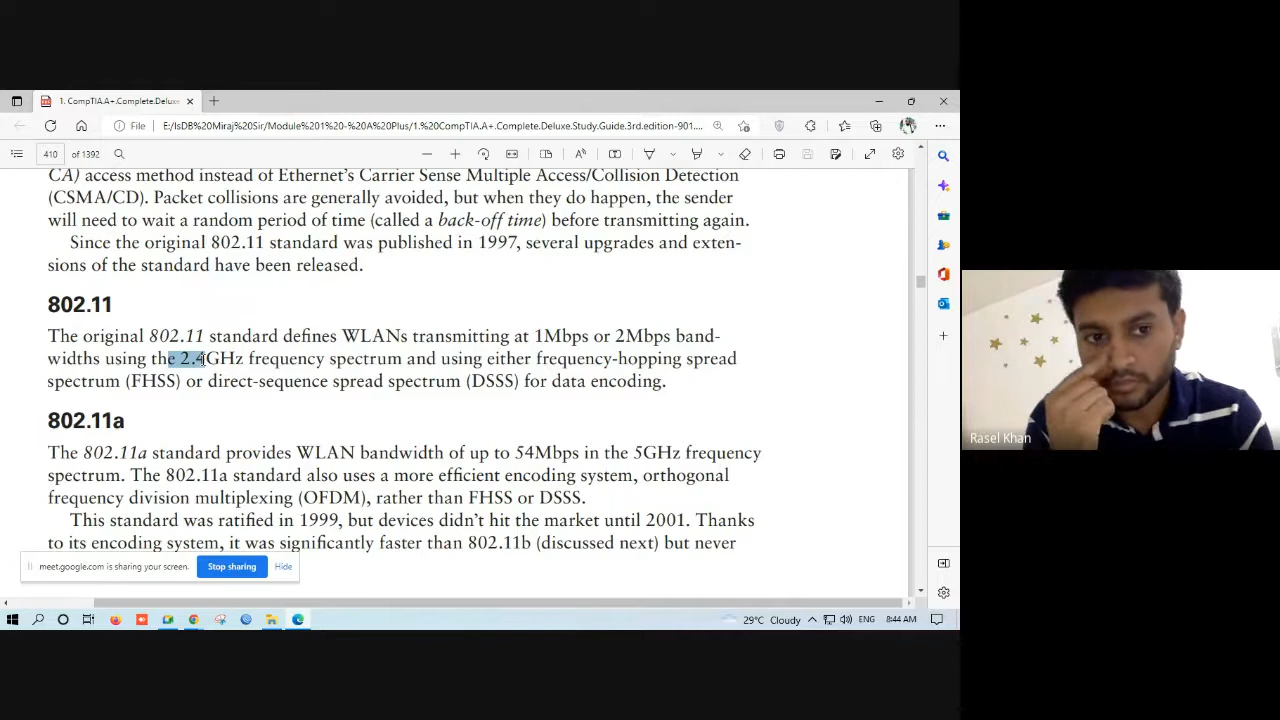 1. CompTIA.A+.Complete.Deluxe
File
E:/IsDB%20Miraj%20Sir/Module%201%20-%20A%20Plus/1.%20CompTIA.A+.Complete.Deluxe.Study.Guide.3rd.edition-901....
410 of 1392
CA) access method instead of Ethernet's Carrier Sense Multiple Access/Collision Detection
(CSMA/CD). Packet collisions are generally avoided, but when they do happen, the sender
will need to wait a random period of time (called a back-off time) before transmitting again.
Since the original 802.11 standard was published in 1997, several upgrades and exten-
sions of the standard have been released.
802.11
The original 802.11 standard defines WLANs transmitting at 1Mbps or 2Mbps band-
widths using the 2.4GHz frequency spectrum and using either frequency-hopping spread
spectrum (FHSS) or direct-sequence spread spectrum (DSSS) for data encoding.
802.11a
The 802.11a standard provides WLAN bandwidth of up to 54Mbps in the 5GHz frequency
spectrum. The 802.11a standard also uses a more efficient encoding system, orthogonal
frequency division multiplexing (OFDM), rather than FHSS or DSSS.
This standard was ratified in 1999, but devices didn't hit the market until 2001. Thanks
to its encoding system, it was significantly faster than 802.11b (discussed next) but never
meet.google.com is sharing your screen.
Stop sharing
Hide
29°C Cloudy
ENG
8:44 AM
Rasel Khan